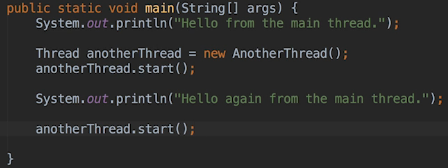 public static void main(String[] args) {
System.out.println("Hello from the main thread.");
Thread anotherThread = new AnotherThread();
anotherThread.start();
System.out.println("Hello again from the main thread.");
anotherThread.start();
}